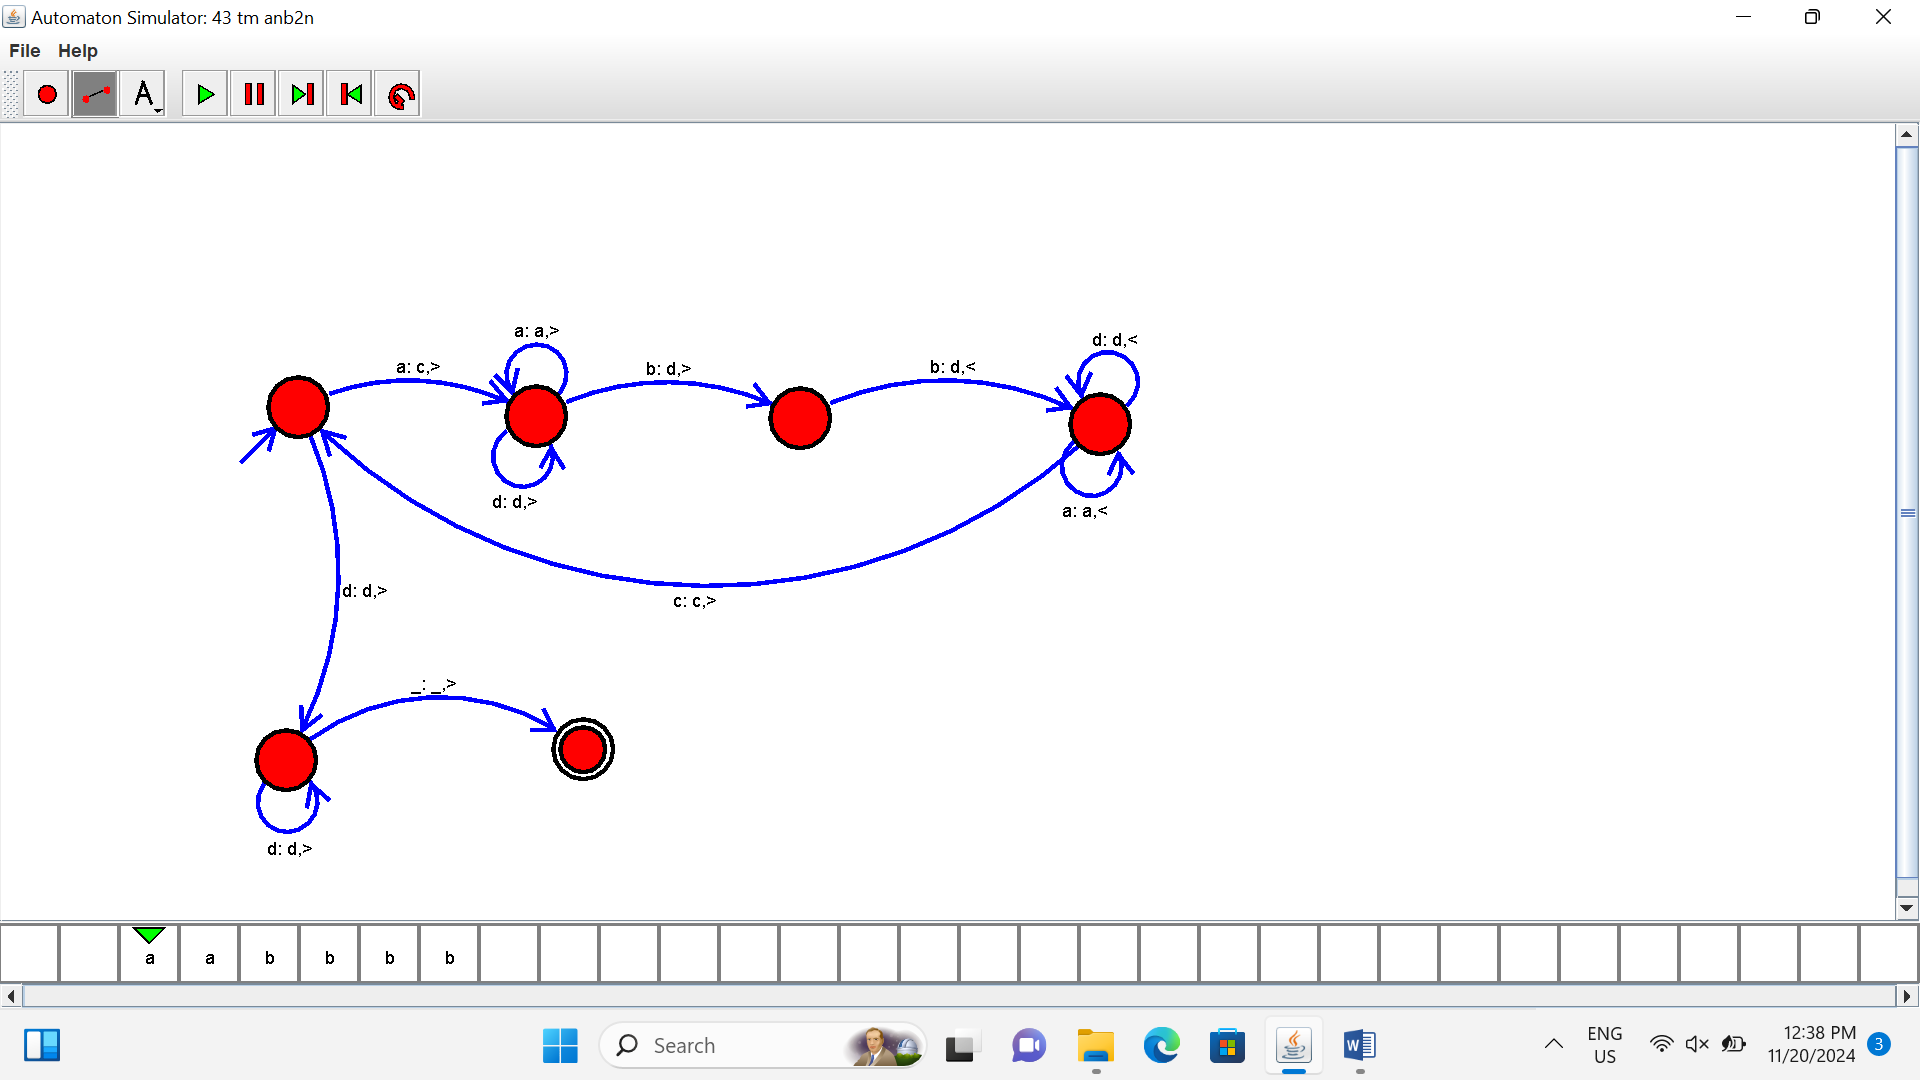 Automaton Simulator: 43 tm anb2n
File Help
A
a: a,>
d: d,<
a: c,>
b: d,>
b: d,<
d: d,>
a: a,<
d: d,>
c: c,>
_: _,>
d: d,>
a a b b b b
Search
ENG
US
12:38 PM
11/20/2024
3